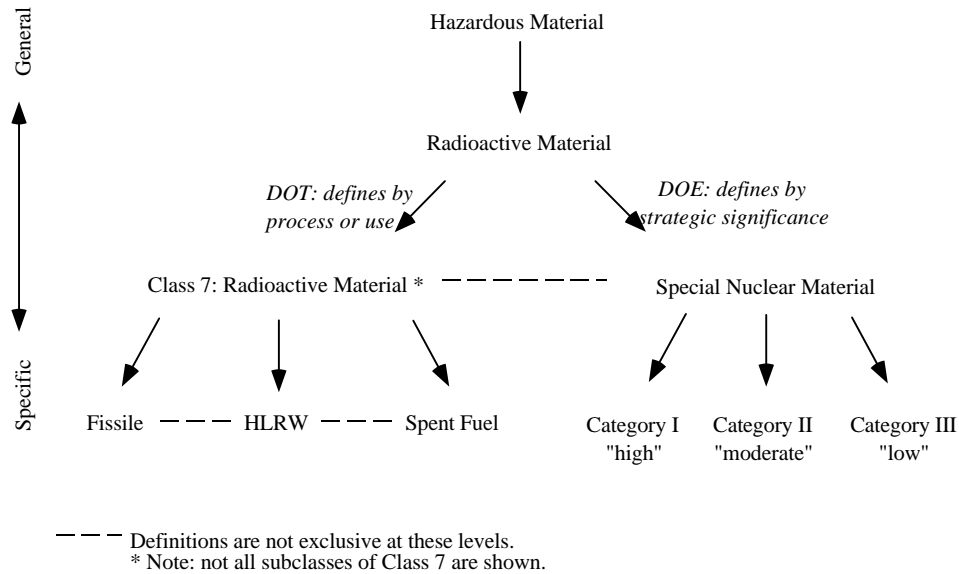 General
Hazardous Material
Radioactive Material
DOT: defines by
process or use
DOE: defines by
strategic significance
Class 7: Radioactive Material *
Special Nuclear Material
Specific
Fissile
HLRW
Spent Fuel
Category I
"high"
Category II
"moderate"
Category III
"low"
Definitions are not exclusive at these levels.
* Note: not all subclasses of Class 7 are shown.